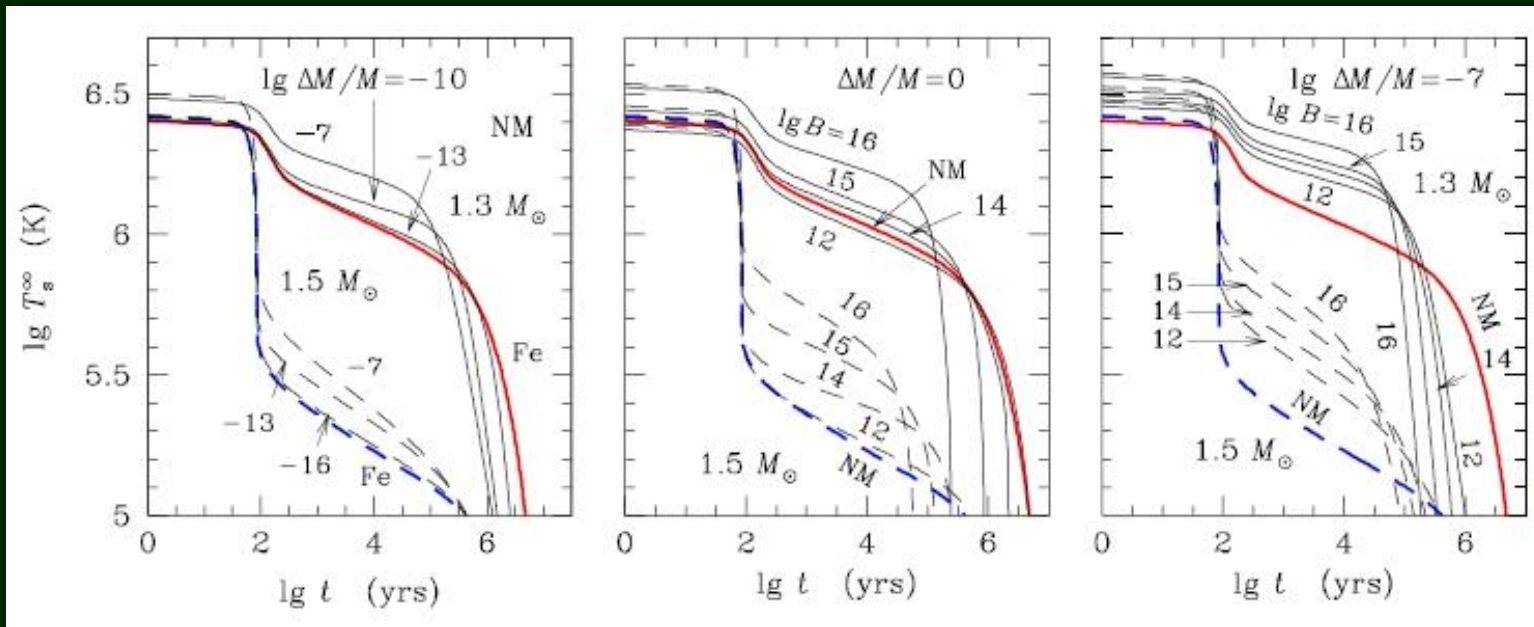 lg T_s^∞ (K)
6.5
6
5.5
5
0 2 4 6
lg t (yrs)
lg ΔM/M=−10
−7
NM
−13
1.3 M⊙
1.5 M⊙
Fe
−7
−13
−16
Fe
0 2 4 6
lg t (yrs)
ΔM/M=0
lg B=16
15
NM
14
12
16
15
14
12
1.5 M⊙
NM
0 2 4 6
lg t (yrs)
lg ΔM/M=−7
lg B=16
15
12
1.3 M⊙
15
14
12
16
16
NM
14
NM
12
1.5 M⊙